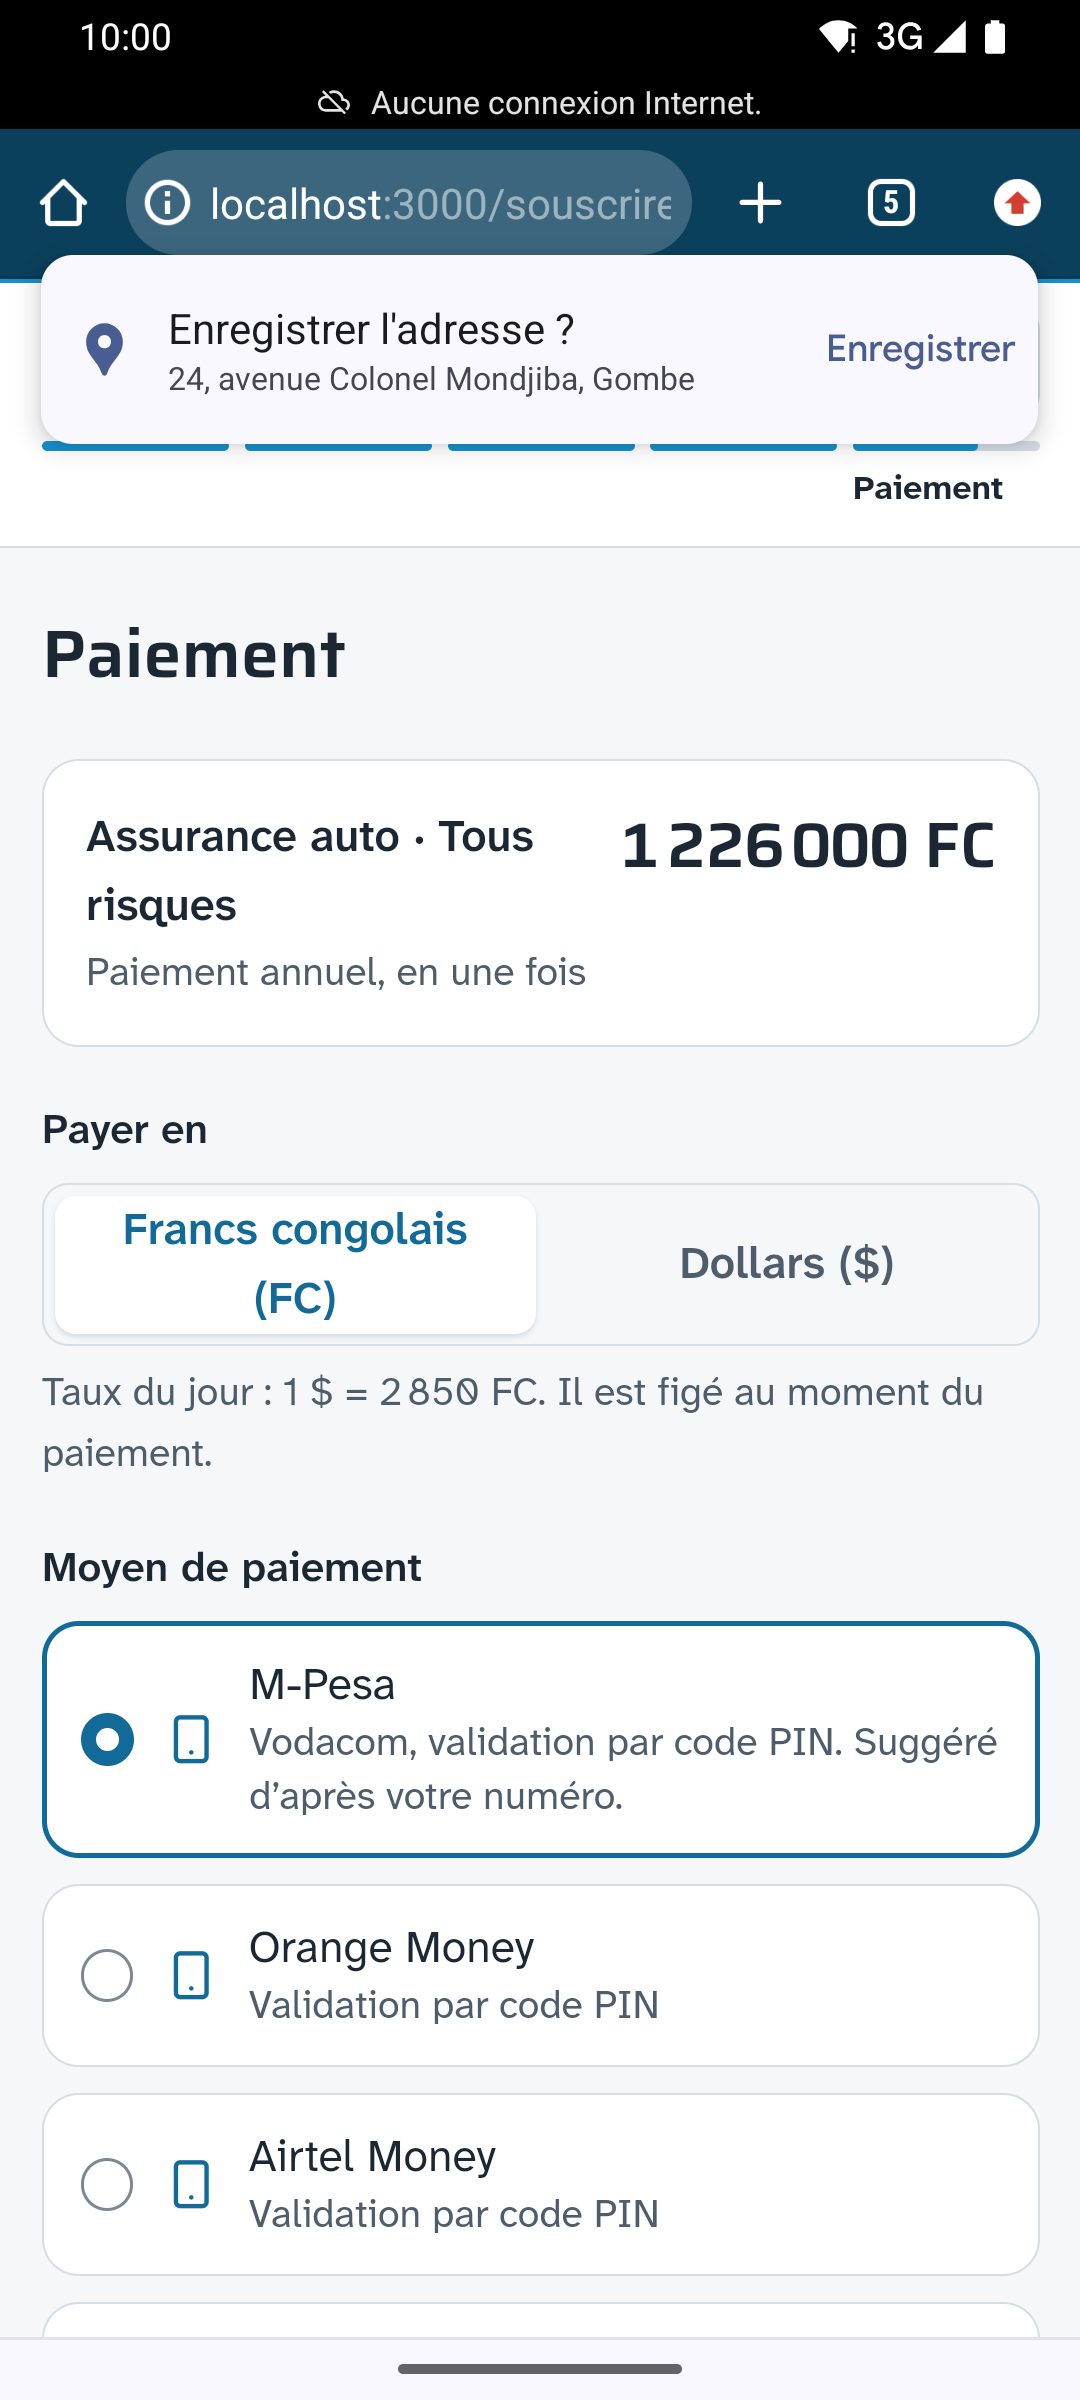 10:00
3G
Aucune connexion Internet.
localhost:3000/souscrire
5
Enregistrer l'adresse ?
24, avenue Colonel Mondjiba, Gombe
Enregistrer
Paiement
Paiement
Assurance auto · Tous
risques
1 226 000 FC
Paiement annuel, en une fois
Payer en
Francs congolais
(FC)
Dollars ($)
Taux du jour : 1 $ = 2 850 FC. Il est figé au moment du
paiement.
Moyen de paiement
M-Pesa
Vodacom, validation par code PIN. Suggéré
d’après votre numéro.
Orange Money
Validation par code PIN
Airtel Money
Validation par code PIN